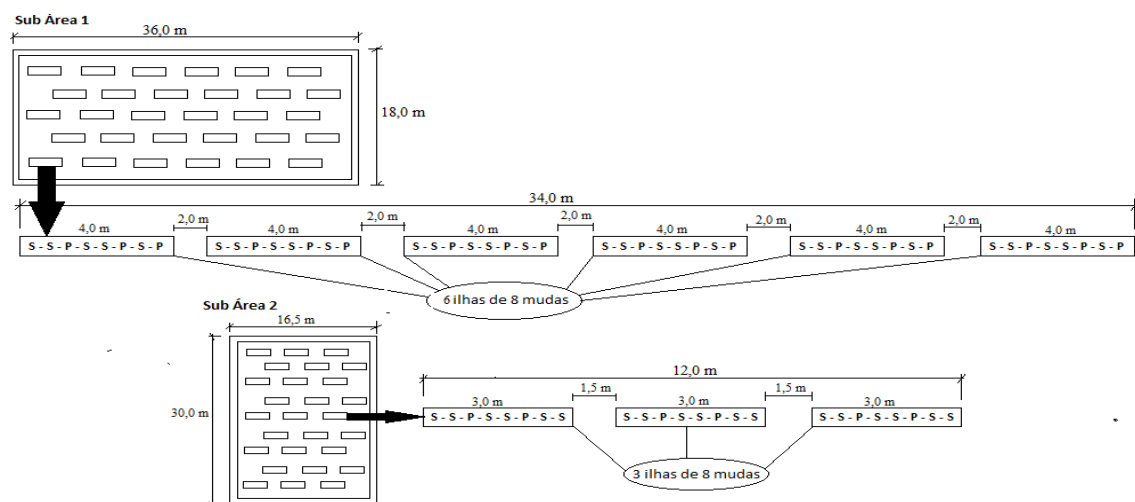 Sub Área 1
36,0 m
18,0 m
34,0 m
4,0 m 2,0 m 4,0 m 2,0 m 4,0 m 2,0 m 4,0 m 2,0 m 4,0 m 2,0 m 4,0 m
S - S - P - S - S - P - S - P S - S - P - S - S - P - S - P S - S - P - S - S - P - S - P S - S - P - S - S - P - S - P S - S - P - S - S - P - S - P S - S - P - S - S - P - S - P
6 ilhas de 8 mudas
Sub Área 2
16,5 m
30,0 m
12,0 m
3,0 m 1,5 m 3,0 m 1,5 m 3,0 m
S - S - P - S - S - P - S - S S - S - P - S - S - P - S - S S - S - P - S - S - P - S - S
3 ilhas de 8 mudas